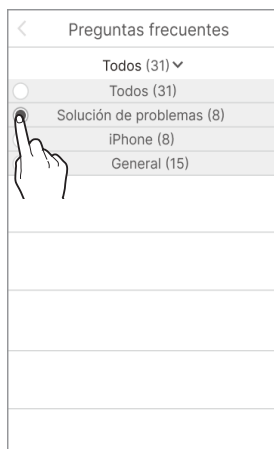 Preguntas frecuentes
Todos (31)
Todos (31)
Solución de problemas (8)
iPhone (8)
General (15)